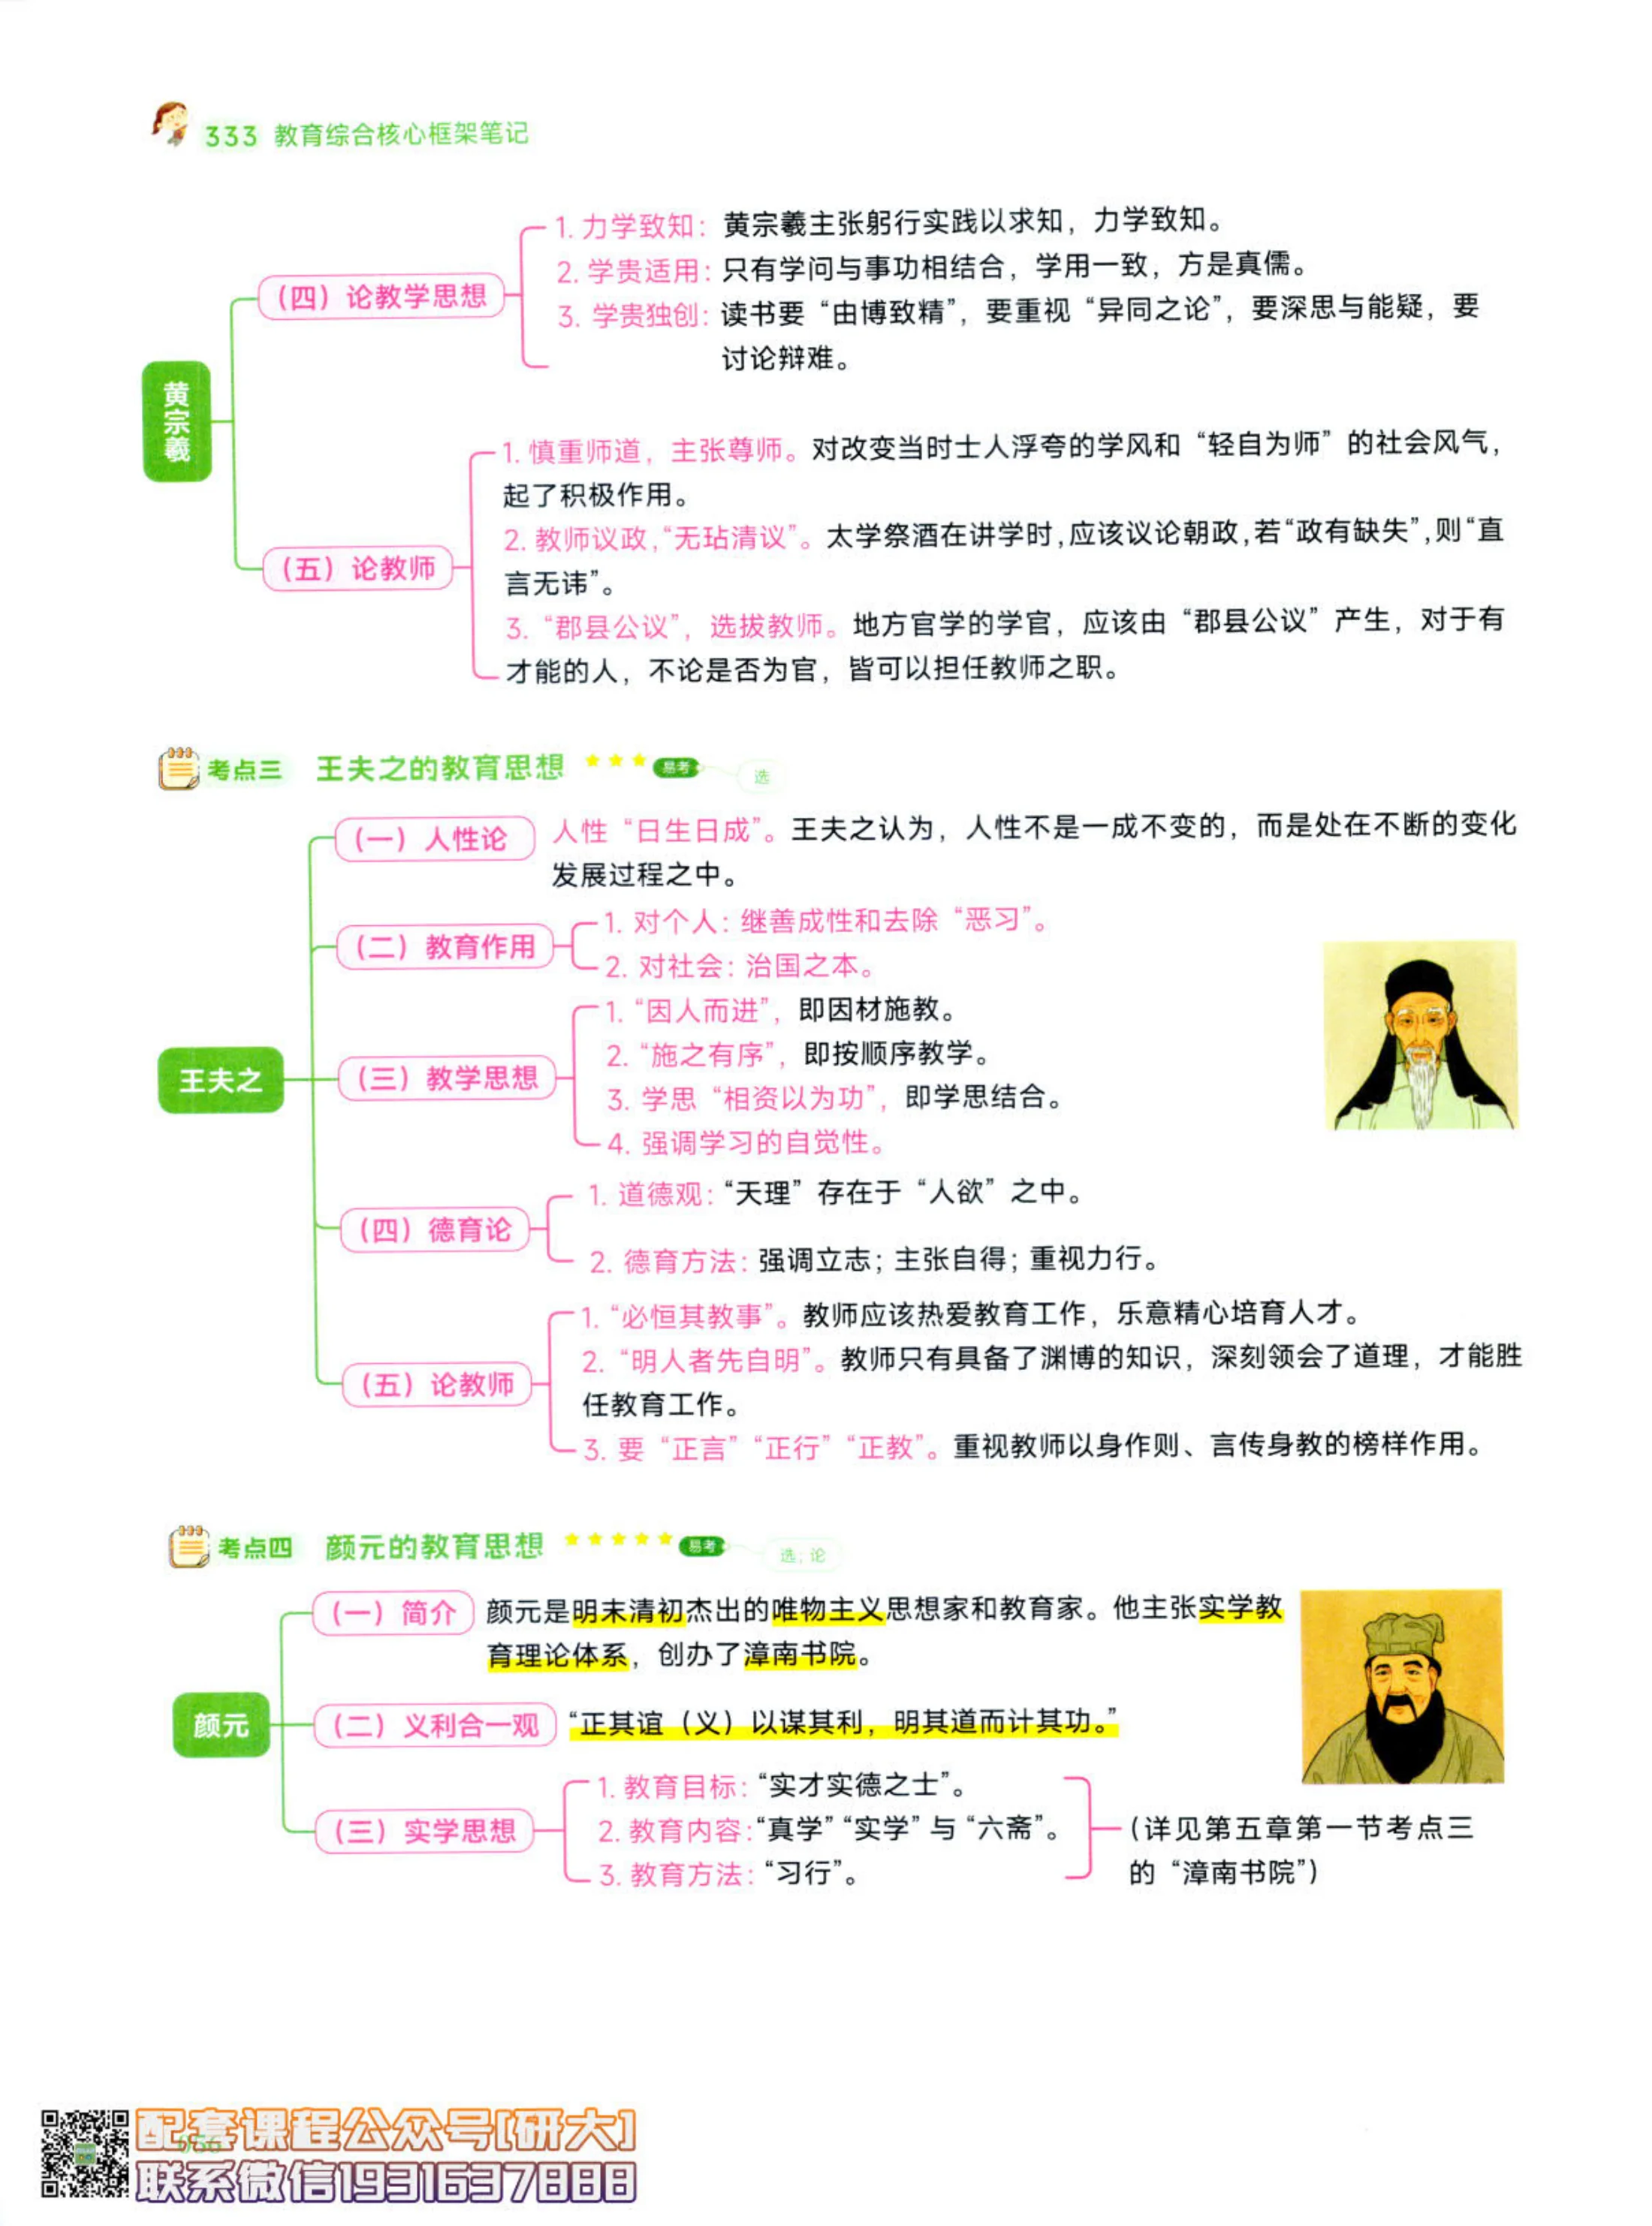 333 教育综合核心框架笔记
黄宗羲
（四）论教学思想
1. 力学致知：黄宗羲主张躬行实践以求知，力学致知。
2. 学贵适用：只有学问与事功相结合，学用一致，方是真儒。
3. 学贵独创：读书要“由博致精”，要重视“异同之论”，要深思与能疑，要
讨论辩难。
（五）论教师
1. 慎重师道，主张尊师。对改变当时士人浮夸的学风和“轻自为师”的社会风气，
起了积极作用。
2. 教师议政，“无玷清议”。太学祭酒在讲学时，应该议论朝政，若“政有缺失”，则“直
言无讳”。
3. “郡县公议”，选拔教师。地方官学的学官，应该由“郡县公议”产生，对于有
才能的人，不论是否为官，皆可以担任教师之职。
考点三 王夫之的教育思想 易考 选
王夫之
（一）人性论
人性“日生日成”。王夫之认为，人性不是一成不变的，而是处在不断的变化
发展过程之中。
（二）教育作用
1. 对个人：继善成性和去除“恶习”。
2. 对社会：治国之本。
（三）教学思想
1. “因人而进”，即因材施教。
2. “施之有序”，即按顺序教学。
3. 学思“相资以为功”，即学思结合。
4. 强调学习的自觉性。
（四）德育论
1. 道德观：“天理”存在于“人欲”之中。
2. 德育方法：强调立志；主张自得；重视力行。
（五）论教师
1. “必恒其教事”。教师应该热爱教育工作，乐意精心培育人才。
2. “明人者先自明”。教师只有具备了渊博的知识，深刻领会了道理，才能胜
任教育工作。
3. 要“正言”“正行”“正教”。重视教师以身作则、言传身教的榜样作用。
考点四 颜元的教育思想 易考 选；论
颜元
（一）简介
颜元是明末清初杰出的唯物主义思想家和教育家。他主张实学教
育理论体系，创办了漳南书院。
（二）义利合一观
“正其谊（义）以谋其利，明其道而计其功。”
（三）实学思想
1. 教育目标：“实才实德之士”。
2. 教育内容：“真学”“实学”与“六斋”。
3. 教育方法：“习行”。
（详见第五章第一节考点三
的“漳南书院”）
配套课程公众号[研大]
056
联系微信19316937888